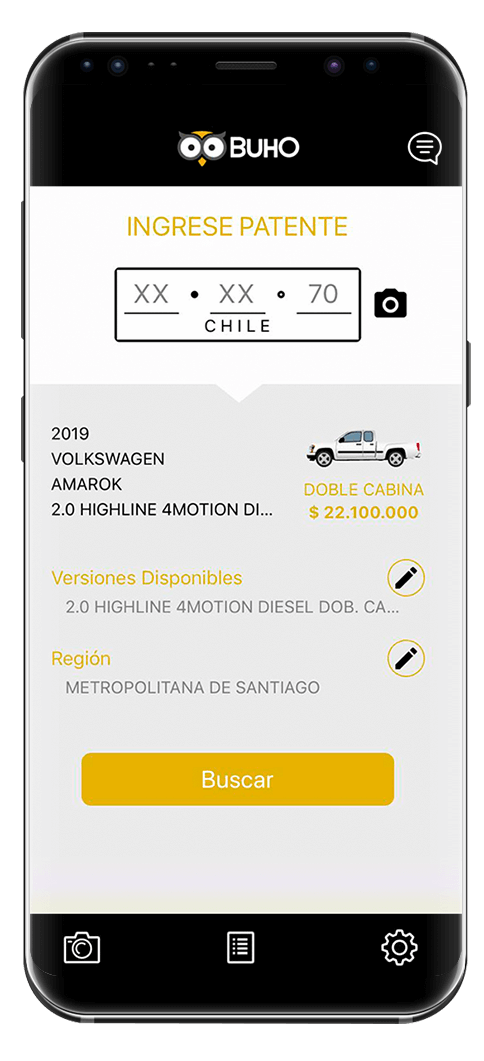 BUHO
INGRESE PATENTE
XX • XX ° 70
CHILE
2019
VOLKSWAGEN
AMAROK
2.0 HIGHLINE 4MOTION DI...
DOBLE CABINA
$ 22.100.000
Versiones Disponibles
2.0 HIGHLINE 4MOTION DIESEL DOB. CA...
Región
METROPOLITANA DE SANTIAGO
Buscar